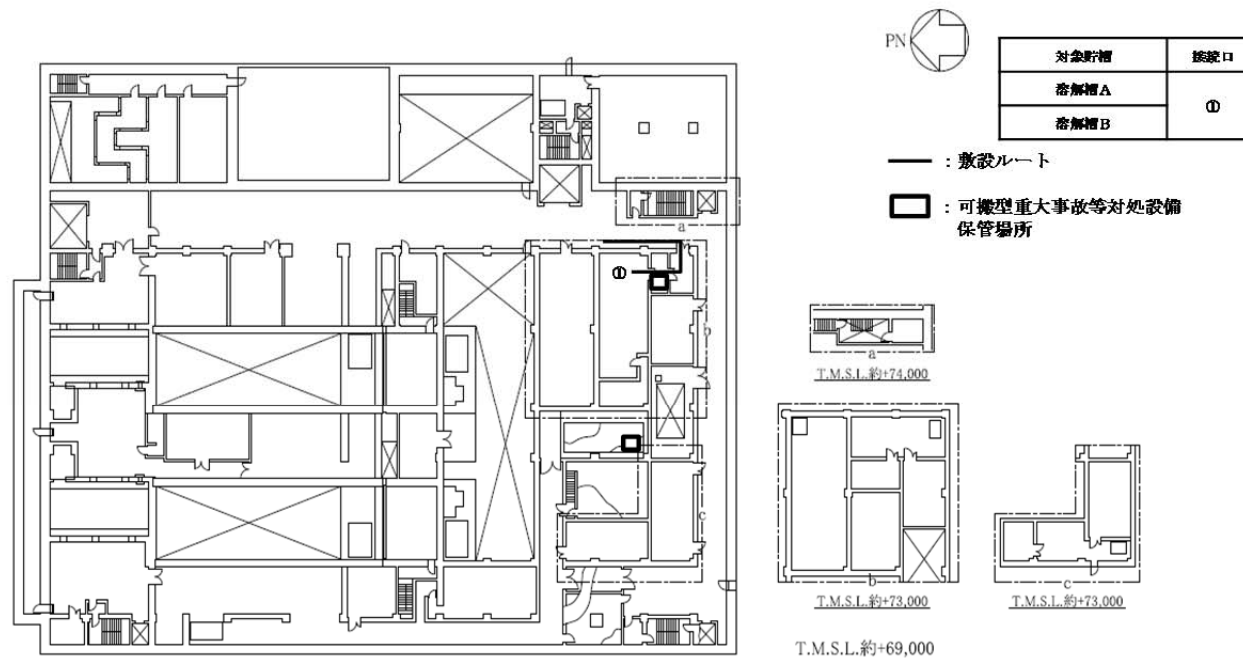 PN
対象貯槽 接続口
溶解槽A ①
溶解槽B
：敷設ルート
：可搬型重大事故等対処設備
保管場所
a
①
b
c
a
T.M.S.L.約+74,000
b
T.M.S.L.約+73,000
c
T.M.S.L.約+73,000
T.M.S.L.約+69,000